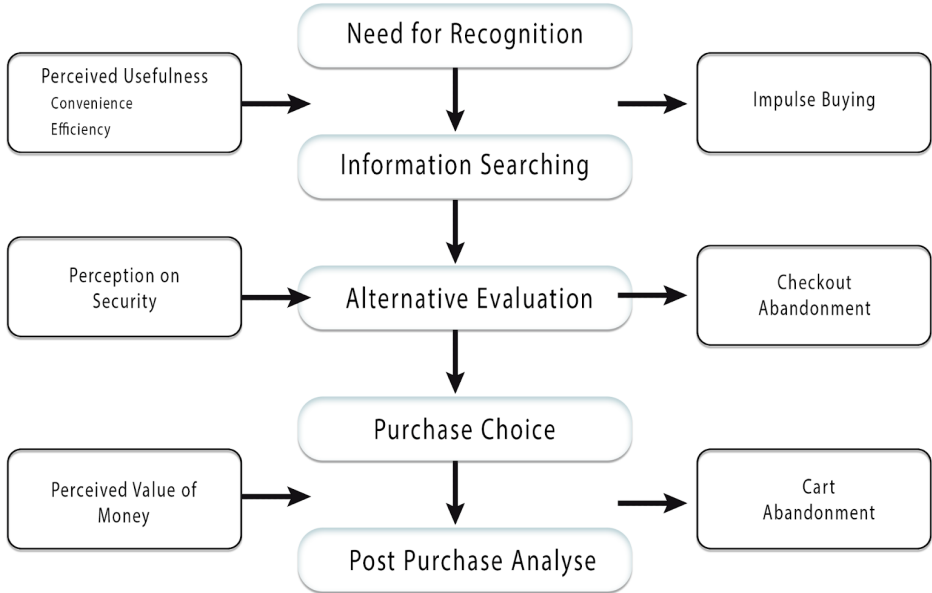 Need for Recognition
Perceived Usefulness
Convenience
Efficiency
Impulse Buying
Information Searching
Perception on
Security
Alternative Evaluation
Checkout
Abandonment
Purchase Choice
Perceived Value of
Money
Cart
Abandonment
Post Purchase Analyse